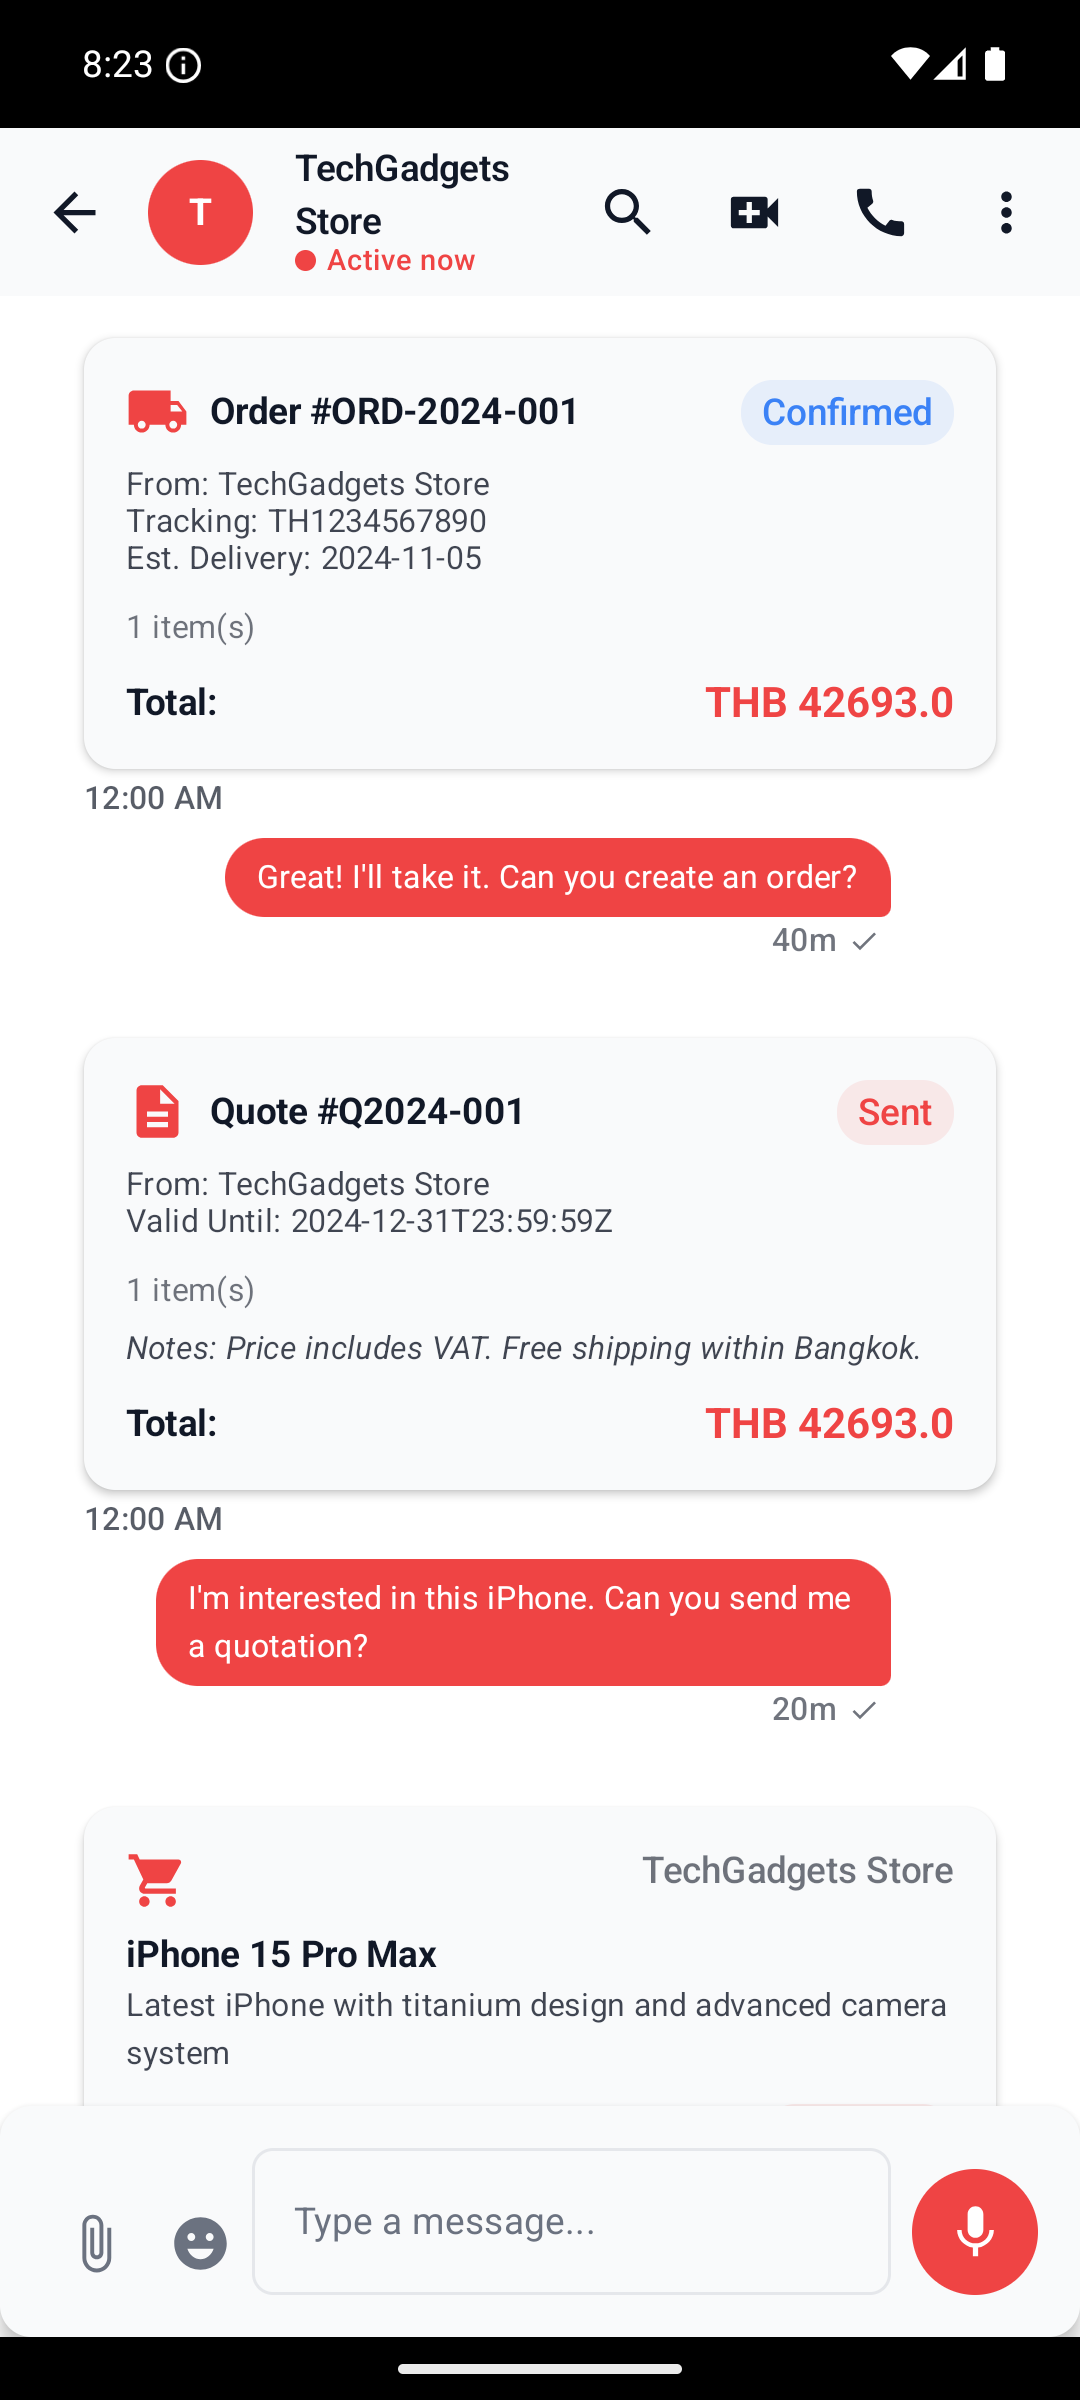 8:23
T
TechGadgets
Store
Active now
Order #ORD-2024-001
Confirmed
From: TechGadgets Store
Tracking: TH1234567890
Est. Delivery: 2024-11-05
1 item(s)
Total:
THB 42693.0
12:00 AM
Great! I'll take it. Can you create an order?
40m
Quote #Q2024-001
Sent
From: TechGadgets Store
Valid Until: 2024-12-31T23:59:59Z
1 item(s)
Notes: Price includes VAT. Free shipping within Bangkok.
Total:
THB 42693.0
12:00 AM
I'm interested in this iPhone. Can you send me
a quotation?
20m
TechGadgets Store
iPhone 15 Pro Max
Latest iPhone with titanium design and advanced camera
system
Type a message...